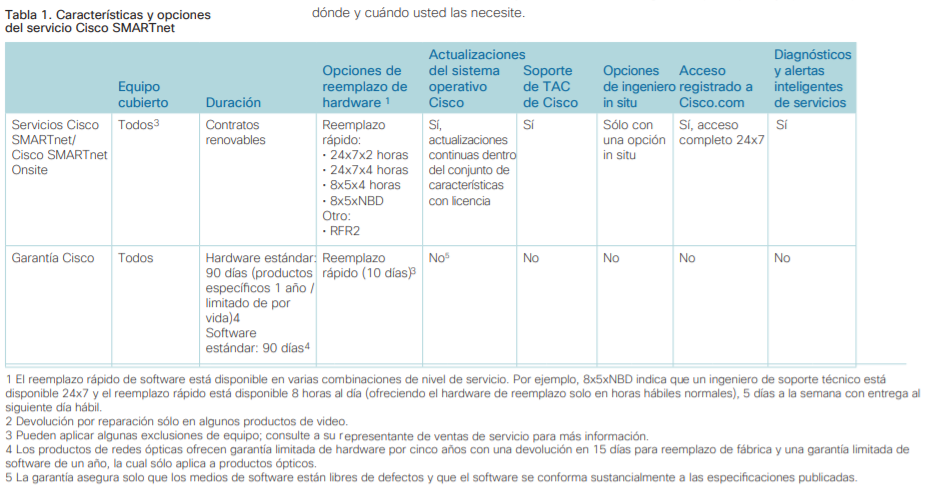 Tabla 1. Características y opciones
del servicio Cisco SMARTnet
dónde y cuándo usted las necesite.
Equipo
cubierto
Duración
Opciones de
reemplazo de
hardware 1
Actualizaciones
del sistema
operativo
Cisco
Soporte
de TAC
de Cisco
Opciones
de ingeniero
in situ
Acceso
registrado a
Cisco.com
Diagnósticos
y alertas
inteligentes
de servicios
Servicios Cisco
SMARTnet/
Cisco SMARTnet
Onsite
Todos3
Contratos
renovables
Reemplazo
rápido:
• 24x7x2 horas
• 24x7x4 horas
• 8x5x4 horas
• 8x5xNBD
Otro:
• RFR2
Sí,
actualizaciones
continuas dentro
del conjunto de
características
con licencia
Sí
Sólo con
una opción
in situ
Sí, acceso
completo 24x7
Sí
Garantía Cisco
Todos
Hardware estándar:
90 días (productos
específicos 1 año /
limitado de por
vida)4
Software
estándar: 90 días4
Reemplazo
rápido (10 días)3
No5
No
No
No
No
1 El reemplazo rápido de software está disponible en varias combinaciones de nivel de servicio. Por ejemplo, 8x5xNBD indica que un ingeniero de soporte técnico está
disponible 24x7 y el reemplazo rápido está disponible 8 horas al día (ofreciendo el hardware de reemplazo solo en horas hábiles normales), 5 días a la semana con entrega al
siguiente día hábil.
2 Devolución por reparación sólo en algunos productos de video.
3 Pueden aplicar algunas exclusiones de equipo; consulte a su representante de ventas de servicio para más información.
4 Los productos de redes ópticas ofrecen garantía limitada de hardware por cinco años con una devolución en 15 días para reemplazo de fábrica y una garantía limitada de
software de un año, la cual sólo aplica a productos ópticos.
5 La garantía asegura solo que los medios de software están libres de defectos y que el software se conforma sustancialmente a las especificaciones publicadas.